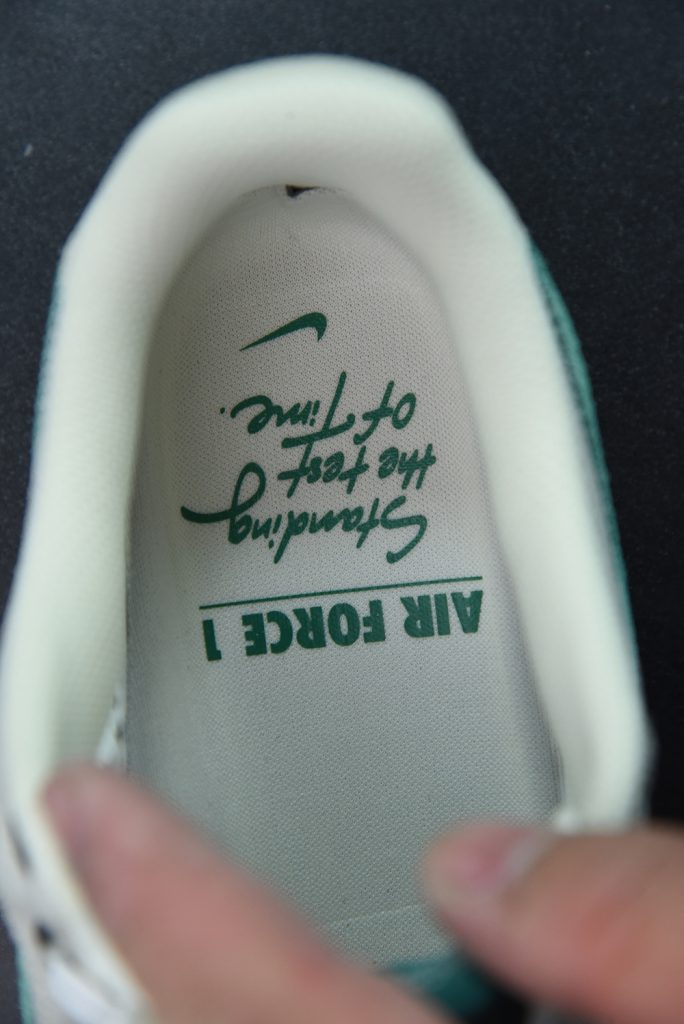 AIR FORCE 1
Standing
the test
of Time.